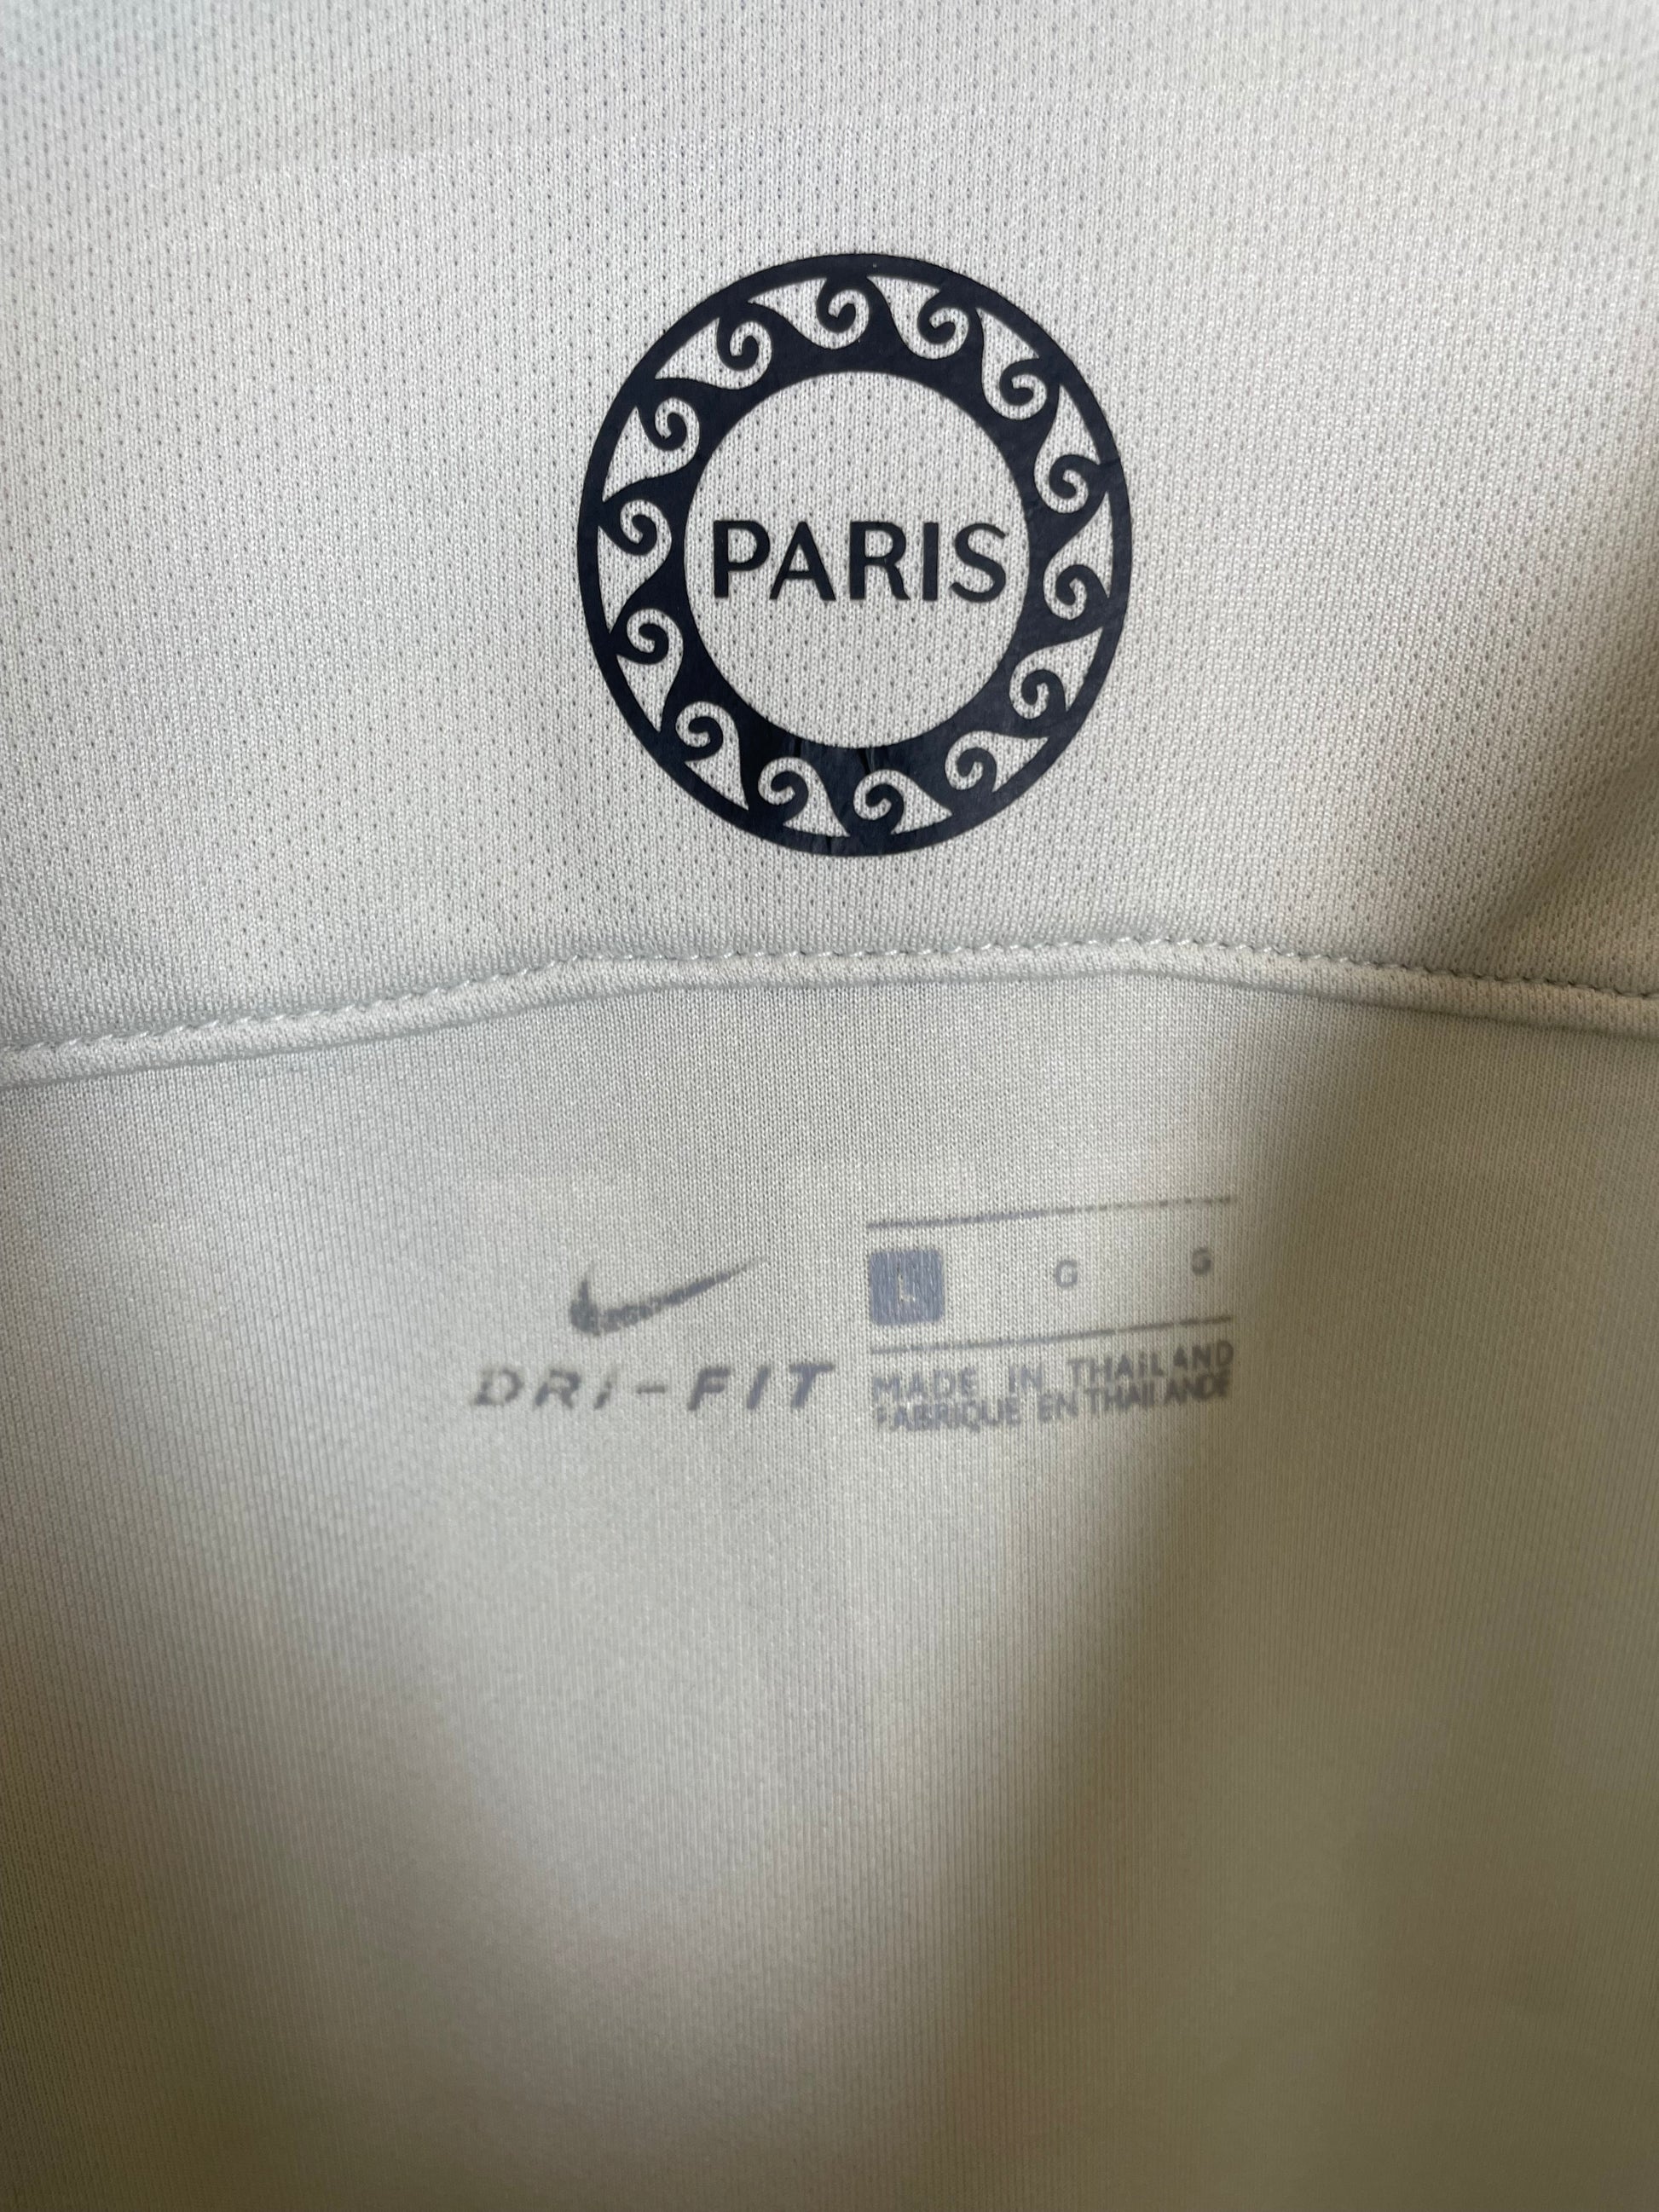 PARIS
L G G
DRI-FIT
MADE IN THAILAND
FABRIQUE EN THAILANDE